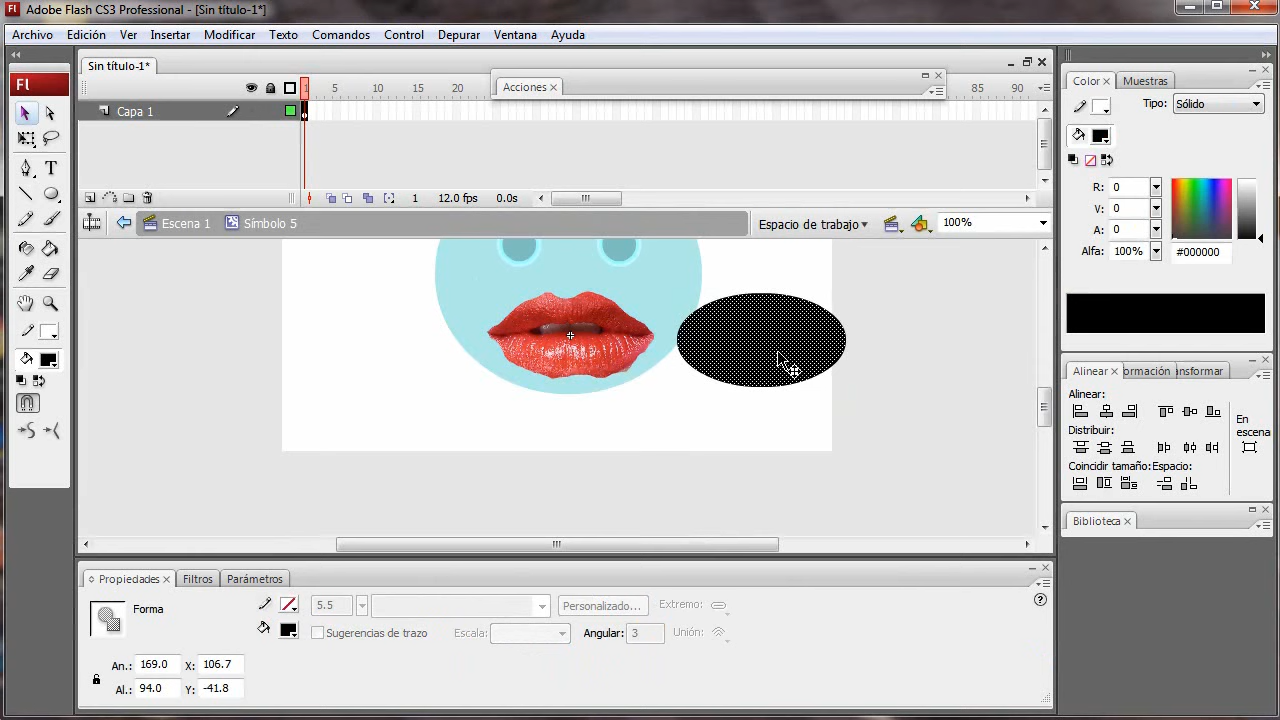 Adobe Flash CS3 Professional - [Sin título-1*]
Archivo Edición Ver Insertar Modificar Texto Comandos Control Depurar Ventana Ayuda
Sin título-1*
Fl
1 5 10 15 20 85 90
Acciones
Capa 1
1 12.0 fps 0.0s
Escena 1 Símbolo 5 Espacio de trabajo 100%
Color Muestras
Tipo: Sólido
R: 0
V: 0
A: 0
Alfa: 100% #000000
Alinear ormación ansformar
Alinear:
Distribuir:
En
escena
Coincidir tamaño: Espacio:
Biblioteca
Propiedades Filtros Parámetros
Forma
5.5 Personalizado... Extremo:
Sugerencias de trazo Escala: Angular: 3 Unión:
An.: 169.0 X: 106.7
Al.: 94.0 Y: -41.8